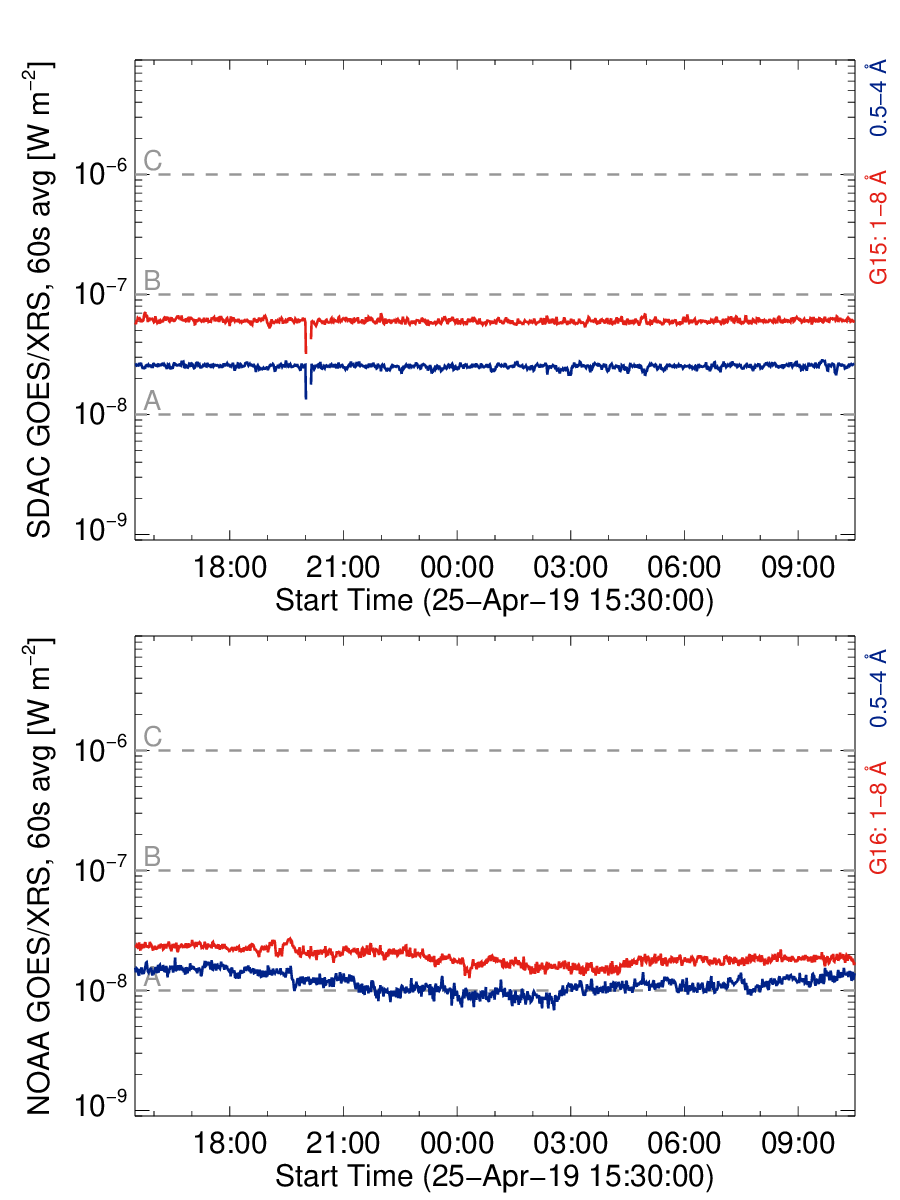 SDAC GOES/XRS, 60s avg [W m−2]
10−6
10−7
10−8
10−9
C
B
A
G15: 1−8 Å
0.5−4 Å
18:00 21:00 00:00 03:00 06:00 09:00
Start Time (25−Apr−19 15:30:00)
NOAA GOES/XRS, 60s avg [W m−2]
10−6
10−7
10−8
10−9
C
B
A
G16: 1−8 Å
0.5−4 Å
18:00 21:00 00:00 03:00 06:00 09:00
Start Time (25−Apr−19 15:30:00)